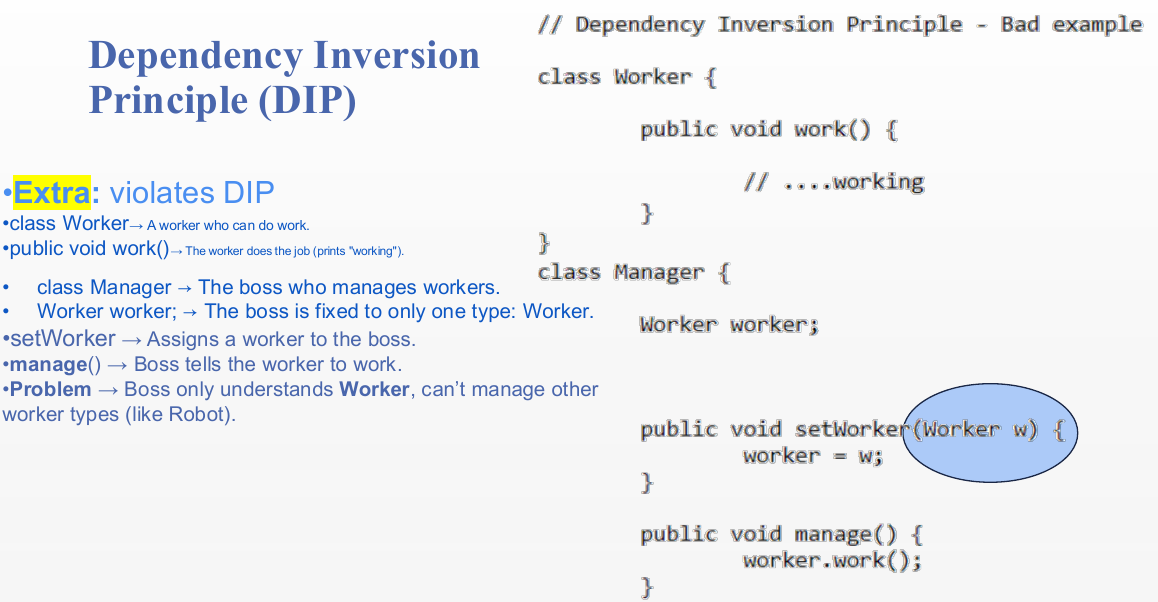 Dependency Inversion
Principle (DIP)
•Extra: violates DIP
•class Worker→ A worker who can do work.
•public void work()→ The worker does the job (prints "working").
• class Manager → The boss who manages workers.
• Worker worker; → The boss is fixed to only one type: Worker.
•setWorker → Assigns a worker to the boss.
•manage() → Boss tells the worker to work.
•Problem → Boss only understands Worker, can’t manage other
worker types (like Robot).
// Dependency Inversion Principle - Bad example
class Worker {
public void work() {
// ....working
}
}
class Manager {
Worker worker;
public void setWorker(Worker w) {
worker = w;
}
public void manage() {
worker.work();
}